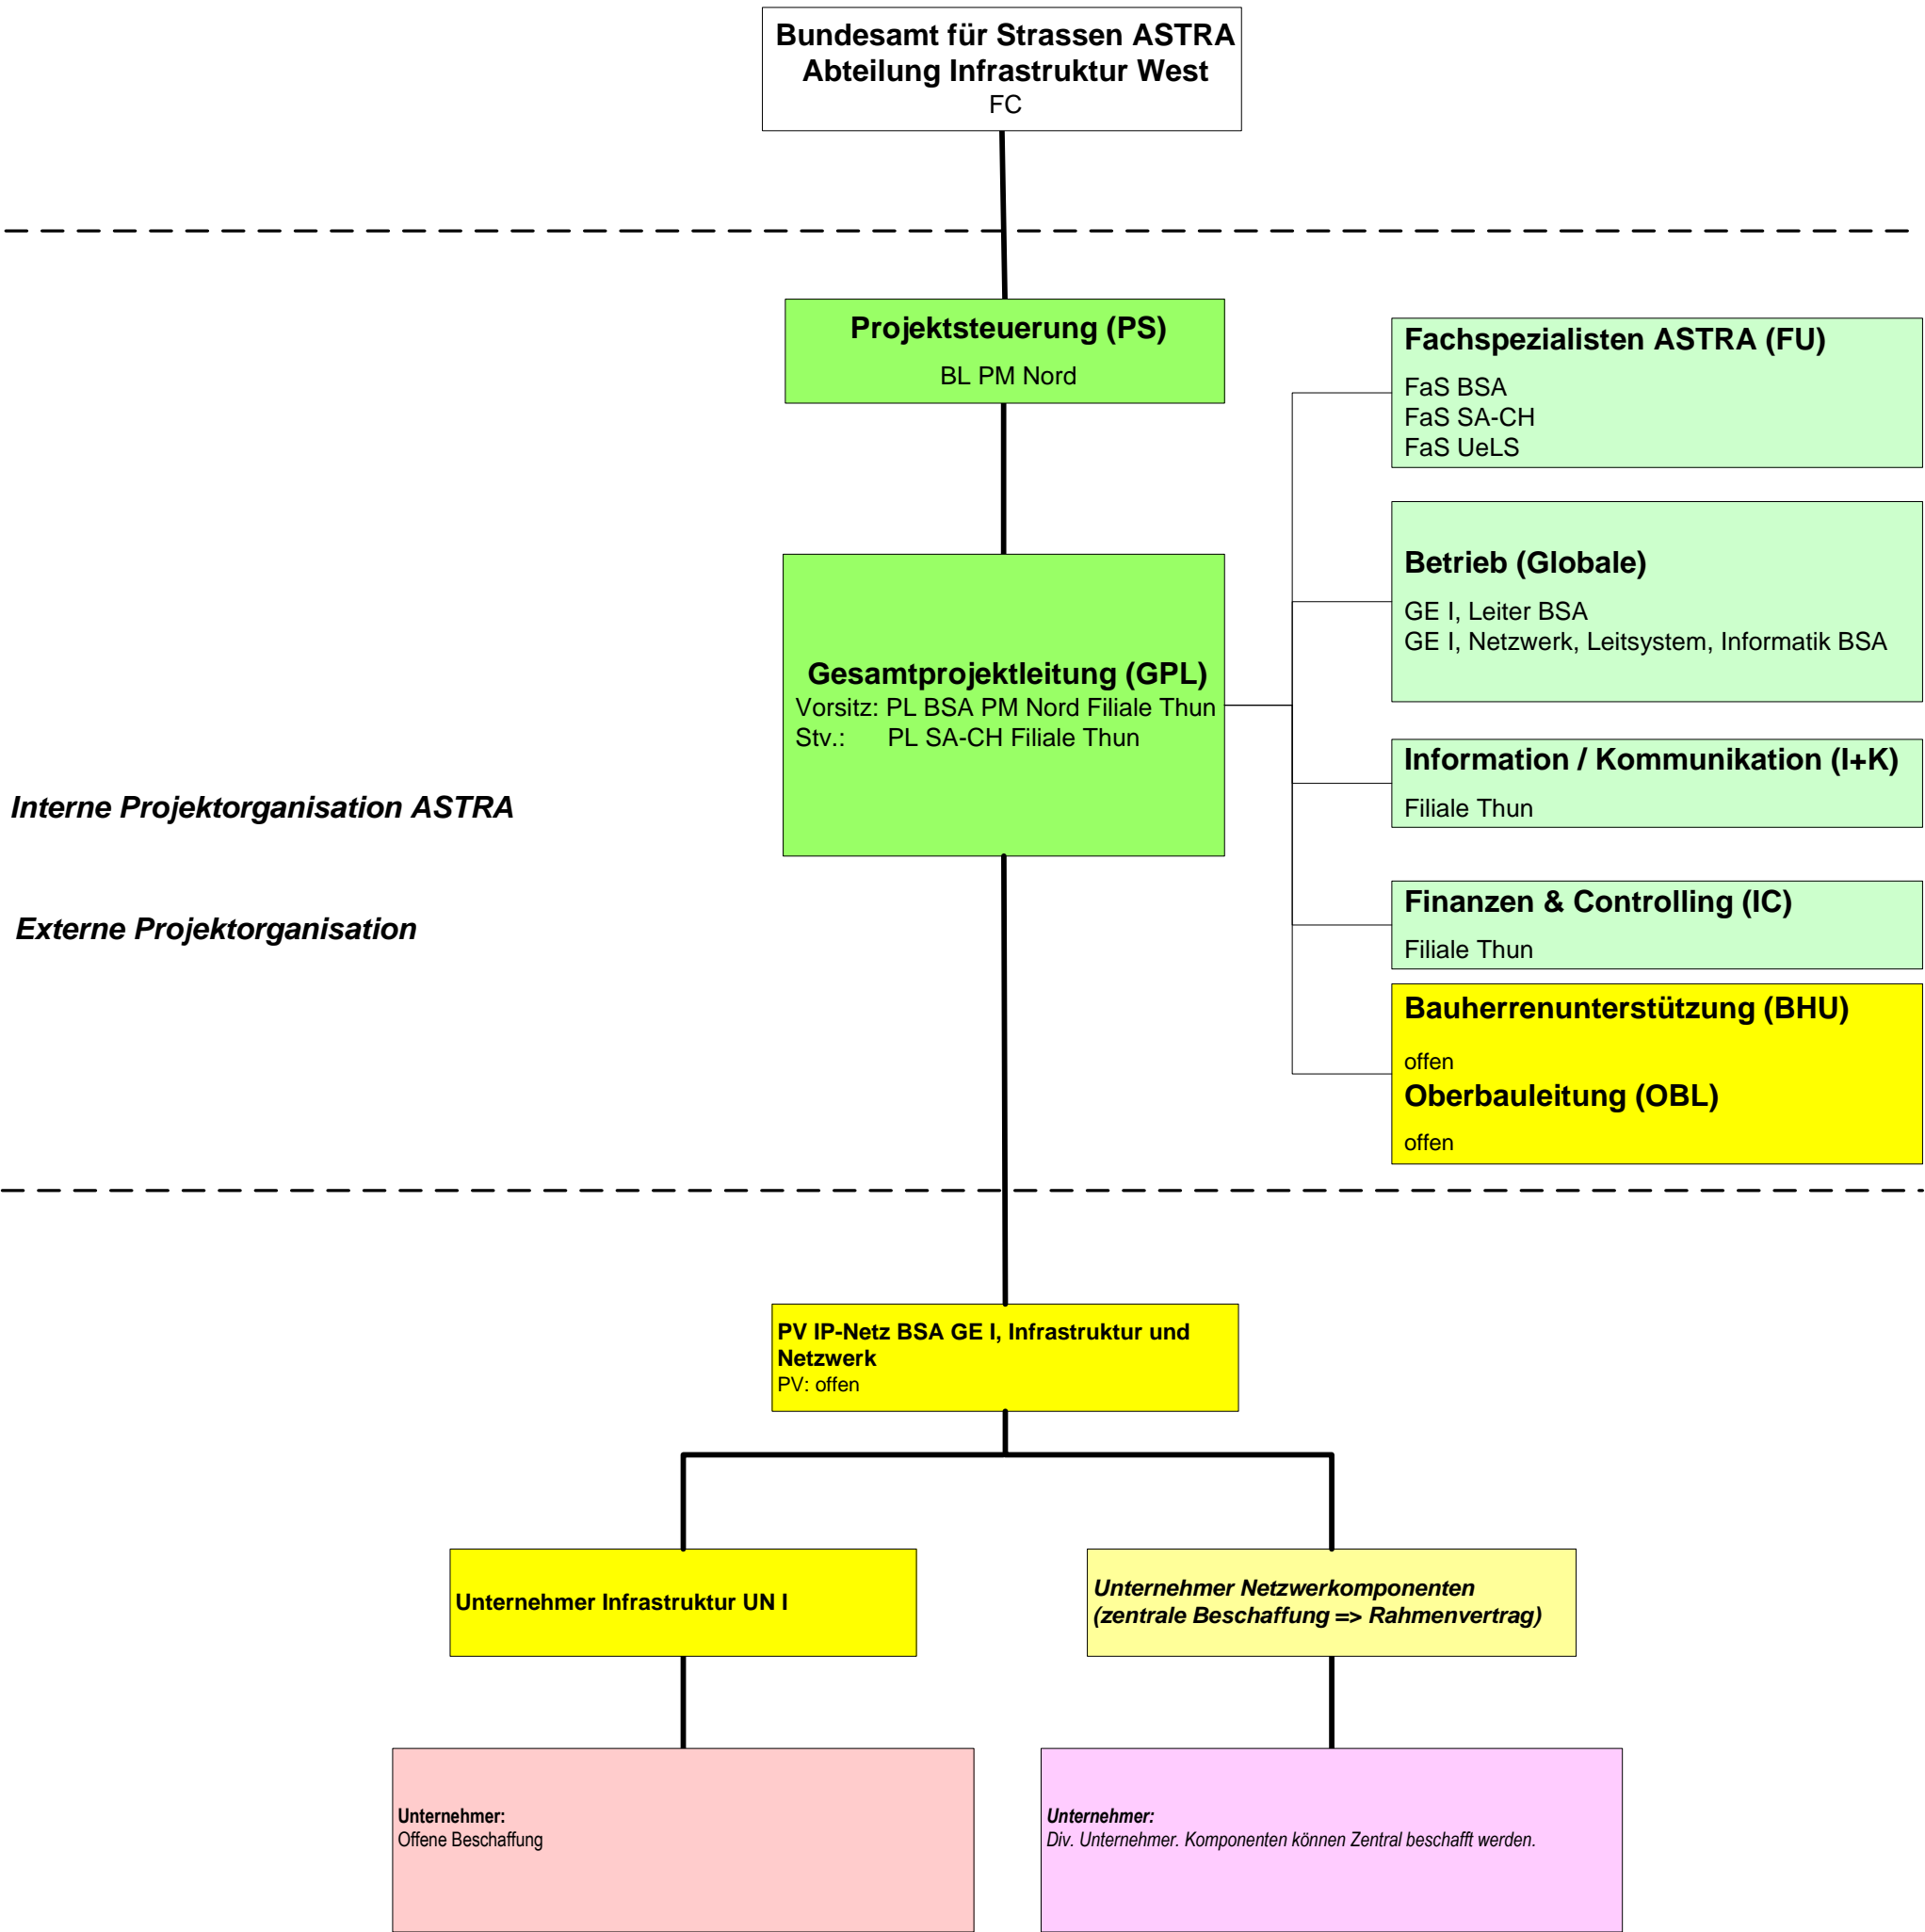 Bundesamt für Strassen ASTRA
Abteilung Infrastruktur West
FC
Projektsteuerung (PS)
BL PM Nord
Fachspezialisten ASTRA (FU)
FaS BSA
FaS SA-CH
FaS UeLS
Betrieb (Globale)
GE I, Leiter BSA
GE I, Netzwerk, Leitsystem, Informatik BSA
Gesamtprojektleitung (GPL)
Vorsitz: PL BSA PM Nord Filiale Thun
Stv.: PL SA-CH Filiale Thun
Information / Kommunikation (I+K)
Filiale Thun
Interne Projektorganisation ASTRA
Finanzen & Controlling (IC)
Filiale Thun
Externe Projektorganisation
Bauherrenunterstützung (BHU)
offen
Oberbauleitung (OBL)
offen
PV IP-Netz BSA GE I, Infrastruktur und
Netzwerk
PV: offen
Unternehmer Infrastruktur UN I
Unternehmer Netzwerkomponenten
(zentrale Beschaffung => Rahmenvertrag)
Unternehmer:
Offene Beschaffung
Unternehmer:
Div. Unternehmer. Komponenten können Zentral beschafft werden.